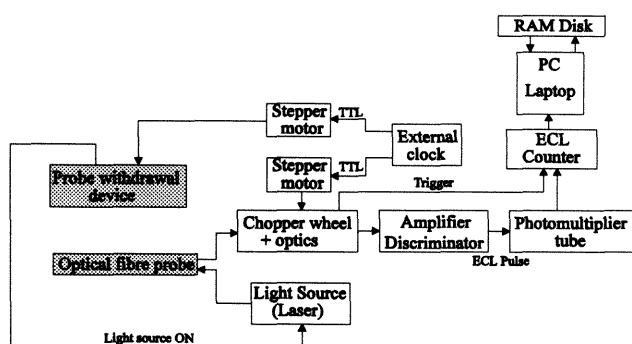 RAM Disk
PC
Laptop
Stepper
motor
TTL
External
clock
ECL
Counter
Stepper
motor
TTL
Probe withdrawal
device
Trigger
Chopper wheel
+ optics
Amplifier
Discriminator
Photomultiplier
tube
ECL Pulse
Optical fibre probe
Light Source
(Laser)
Light source ON